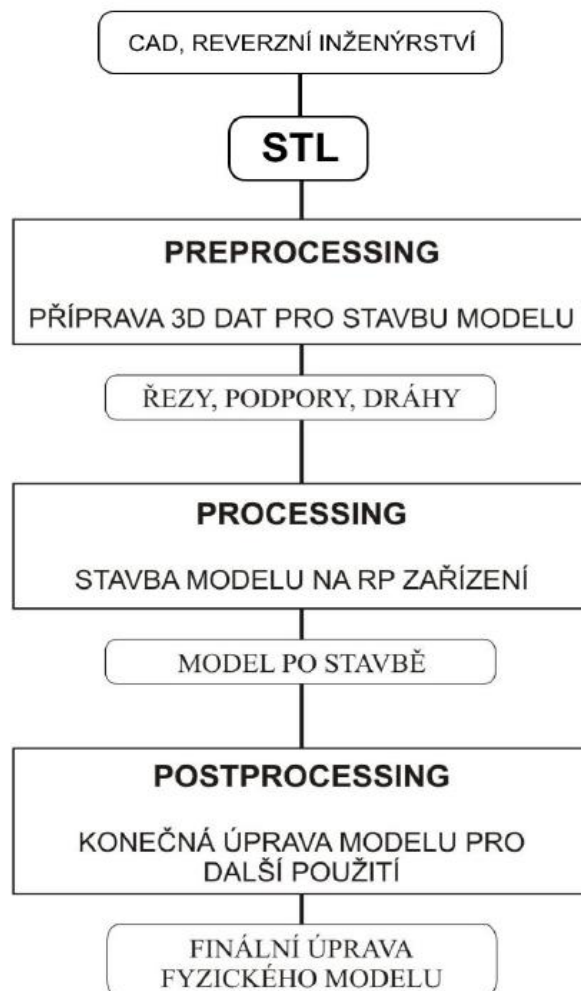 CAD, REVERZNÍ INŽENÝRSTVÍ
STL
PREPROCESSING
PŘÍPRAVA 3D DAT PRO STAVBU MODELU
ŘEZY, PODPORY, DRÁHY
PROCESSING
STAVBA MODELU NA RP ZAŘÍZENÍ
MODEL PO STAVBĚ
POSTPROCESSING
KONEČNÁ ÚPRAVA MODELU PRO
DALŠÍ POUŽITÍ
FINÁLNÍ ÚPRAVA
FYZICKÉHO MODELU